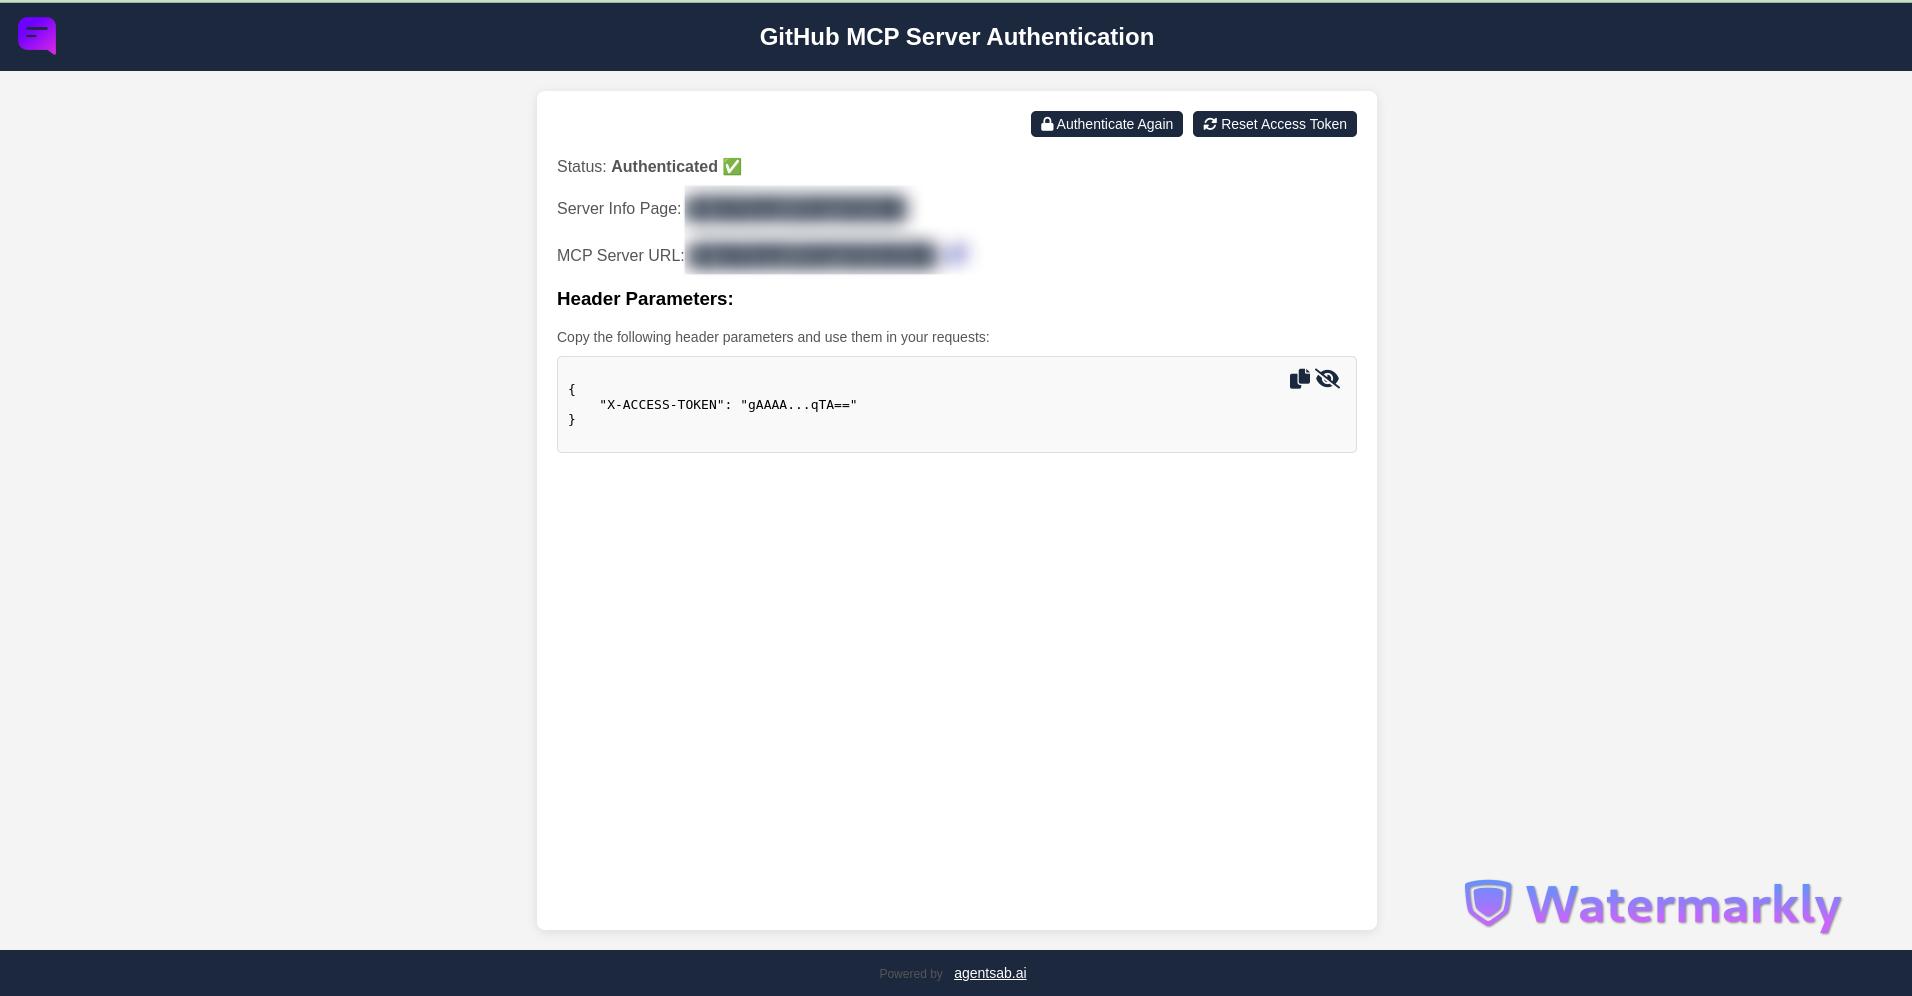 GitHub MCP Server Authentication
Authenticate Again
Reset Access Token
Status: Authenticated ✅
Server Info Page:
MCP Server URL:
Header Parameters:
Copy the following header parameters and use them in your requests:
{
    "X-ACCESS-TOKEN": "gAAAA...qTA=="
}
Watermarkly
Powered by agentsab.ai